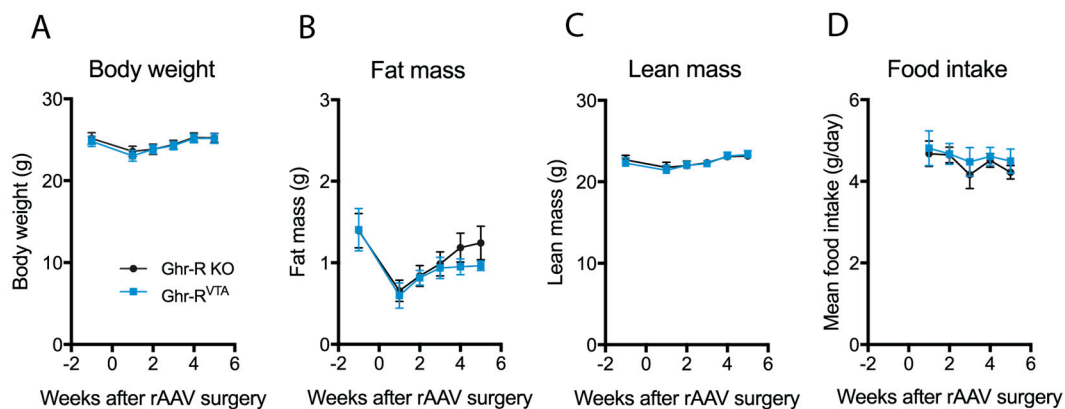 A
Body weight
Body weight (g)
30
20
10
0
-2
0
2
4
6
Ghr-R KO
Ghr-RVTA
Weeks after rAAV surgery
B
Fat mass
Fat mass (g)
3
2
1
0
-2
0
2
4
6
Weeks after rAAV surgery
C
Lean mass
Lean mass (g)
30
20
10
0
-2
0
2
4
6
Weeks after rAAV surgery
D
Food intake
Mean food intake (g/day)
6
4
2
0
-2
0
2
4
6
Weeks after rAAV surgery